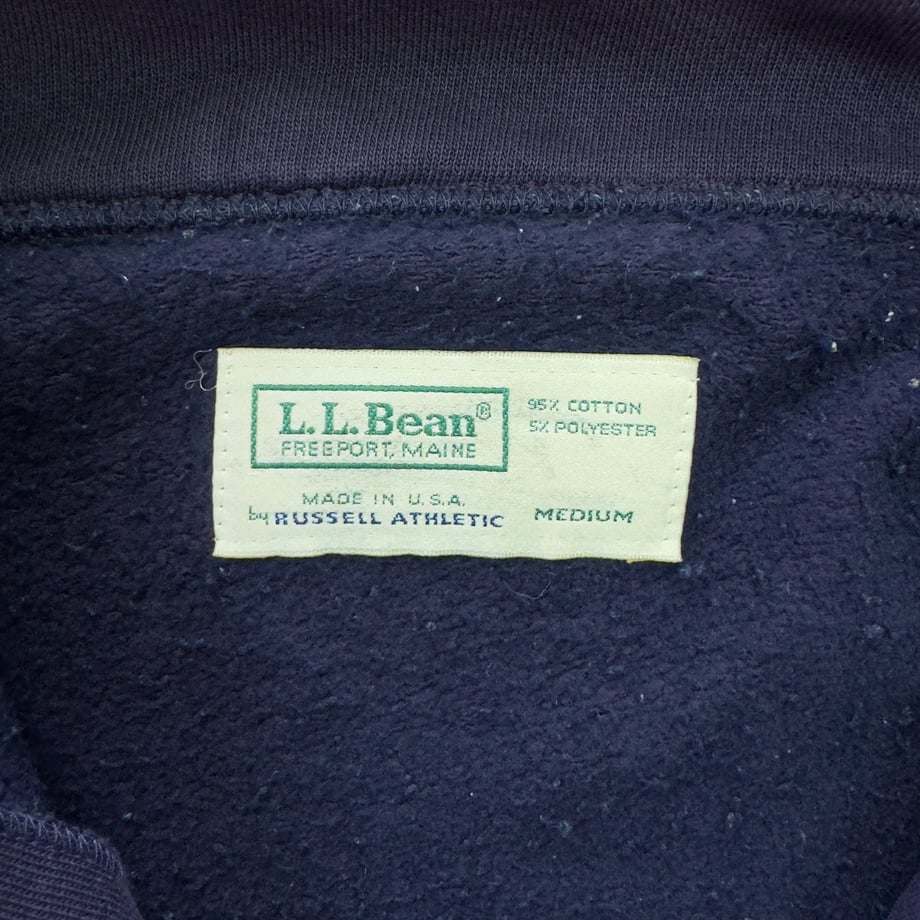 L.L.Bean®
FREEPORT, MAINE
95% COTTON
5% POLYESTER
MADE IN U.S.A.
by RUSSELL ATHLETIC
MEDIUM